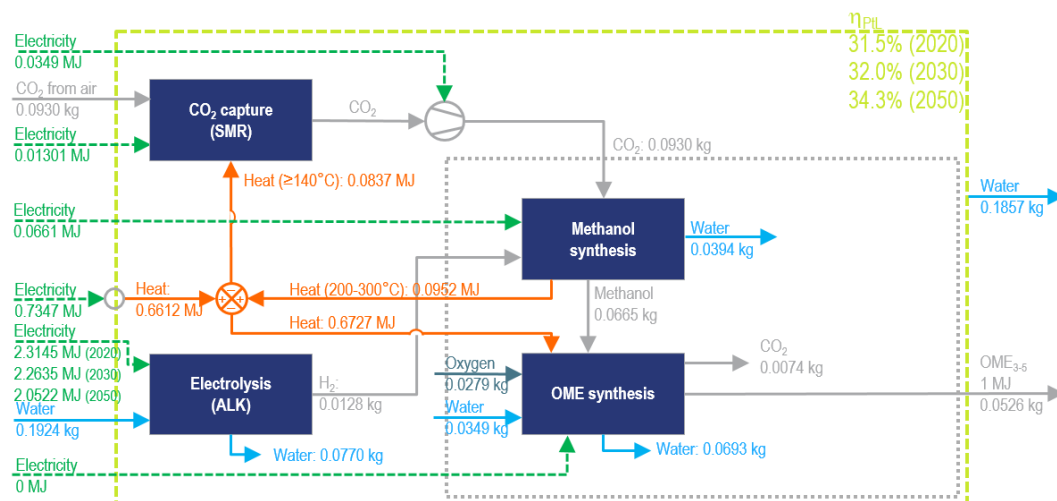 η_PtL
31.5% (2020)
32.0% (2030)
34.3% (2050)
Electricity
0.0349 MJ
CO₂ from air
0.0930 kg
Electricity
0.01301 MJ
CO₂ capture
(SMR)
CO₂
CO₂: 0.0930 kg
Heat (≥140°C): 0.0837 MJ
Electricity
0.0661 MJ
Methanol
synthesis
Water
0.0394 kg
Water
0.1857 kg
Electricity
0.7347 MJ
Heat:
0.6612 MJ
Heat (200-300°C): 0.0952 MJ
Methanol
0.0665 kg
Heat: 0.6727 MJ
Electricity
2.3145 MJ (2020)
2.2635 MJ (2030)
2.0522 MJ (2050)
Water
0.1924 kg
Electrolysis
(ALK)
H₂:
0.0128 kg
Water: 0.0770 kg
Oxygen
0.0279 kg
Water
0.0349 kg
OME synthesis
CO₂
0.0074 kg
OME₃₋₅
1 MJ
0.0526 kg
Water: 0.0693 kg
Electricity
0 MJ